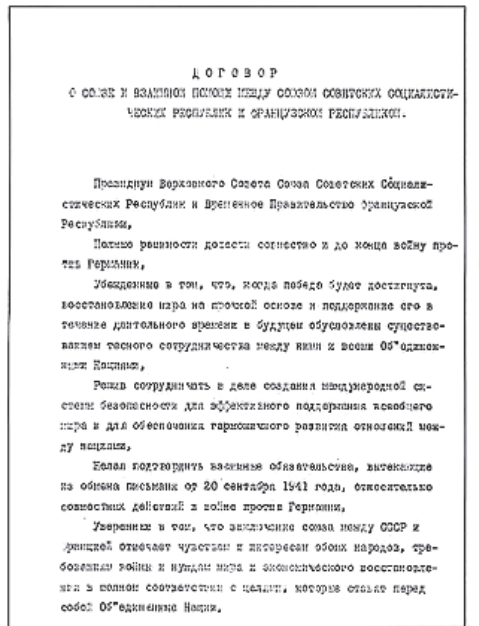 ДОГОВОР
О СОЮЗЕ И ВЗАИМНОЙ ПОМОЩИ МЕЖДУ СОЮЗОМ СОВЕТСКИХ СОЦИАЛИСТИ-
ЧЕСКИХ РЕСПУБЛИК И ФРАНЦУЗСКОЙ РЕСПУБЛИКОЙ.
Президиум Верховного Совета Союза Советских Социали-
стических Республик и Временное Правительство Французской
Республики,
Полные решимости довести совместно и до конца войну про-
тив Германии,
Убежденные в том, что, когда победа будет достигнута,
восстановление мира на прочной основе и поддержание его в
течение длительного времени в будущем обусловлены существо-
ванием тесного сотрудничества между ними и всеми Об"единен-
ными Нациями,
Решив сотрудничать в деле создания международной си-
стемы безопасности для эффективного поддержания всеобщего
мира и для обеспечения гармоничного развития отношений меж-
ду нациями,
Желая подтвердить взаимные обязательства, вытекающие
из обмена письмами от 20 сентября 1941 года, относительно
совместных действий в войне против Германии,
Уверенные в том, что заключение союза между СССР и
Францией отвечает чувствам и интересам обоих народов, тре-
бованиям войны и нуждам мира и экономического восстановле-
ния в полном соответствии с целями, которые ставят перед
собой Об"единенные Нации,